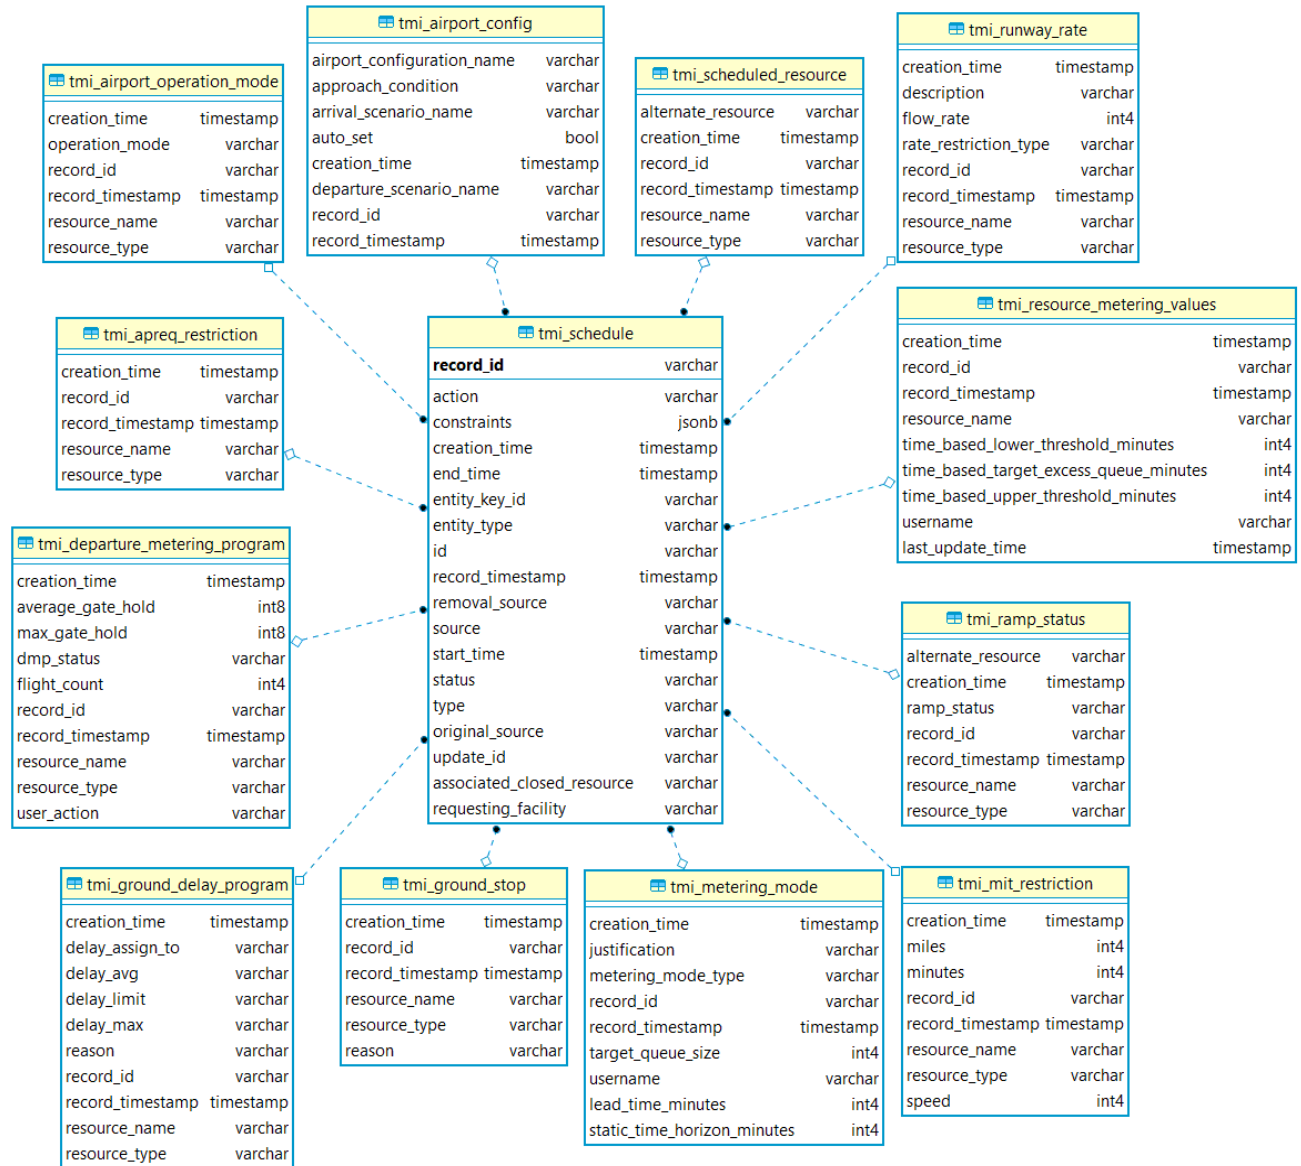 tmi_airport_config
airport_configuration_name varchar
approach_condition varchar
arrival_scenario_name varchar
auto_set bool
creation_time timestamp
departure_scenario_name varchar
record_id varchar
record_timestamp timestamp
tmi_runway_rate
creation_time timestamp
description varchar
flow_rate int4
rate_restriction_type varchar
record_id varchar
record_timestamp timestamp
resource_name varchar
resource_type varchar
tmi_airport_operation_mode
creation_time timestamp
operation_mode varchar
record_id varchar
record_timestamp timestamp
resource_name varchar
resource_type varchar
tmi_scheduled_resource
alternate_resource varchar
creation_time timestamp
record_id varchar
record_timestamp timestamp
resource_name varchar
resource_type varchar
tmi_apreq_restriction
creation_time timestamp
record_id varchar
record_timestamp timestamp
resource_name varchar
resource_type varchar
tmi_schedule
record_id varchar
action varchar
constraints jsonb
creation_time timestamp
end_time timestamp
entity_key_id varchar
entity_type varchar
id varchar
record_timestamp timestamp
removal_source varchar
source varchar
start_time timestamp
status varchar
type varchar
original_source varchar
update_id varchar
associated_closed_resource varchar
requesting_facility varchar
tmi_resource_metering_values
creation_time timestamp
record_id varchar
record_timestamp timestamp
resource_name varchar
time_based_lower_threshold_minutes int4
time_based_target_excess_queue_minutes int4
time_based_upper_threshold_minutes int4
username varchar
last_update_time timestamp
tmi_departure_metering_program
creation_time timestamp
average_gate_hold int8
max_gate_hold int8
dmp_status varchar
flight_count int4
record_id varchar
record_timestamp timestamp
resource_name varchar
resource_type varchar
user_action varchar
tmi_ramp_status
alternate_resource varchar
creation_time timestamp
ramp_status varchar
record_id varchar
record_timestamp timestamp
resource_name varchar
resource_type varchar
tmi_ground_delay_program
creation_time timestamp
delay_assign_to varchar
delay_avg varchar
delay_limit varchar
delay_max varchar
reason varchar
record_id varchar
record_timestamp timestamp
resource_name varchar
resource_type varchar
tmi_ground_stop
creation_time timestamp
record_id varchar
record_timestamp timestamp
resource_name varchar
resource_type varchar
reason varchar
tmi_metering_mode
creation_time timestamp
justification varchar
metering_mode_type varchar
record_id varchar
record_timestamp timestamp
target_queue_size int4
username varchar
lead_time_minutes int4
static_time_horizon_minutes int4
tmi_mit_restriction
creation_time timestamp
miles int4
minutes int4
record_id varchar
record_timestamp timestamp
resource_name varchar
resource_type varchar
speed int4